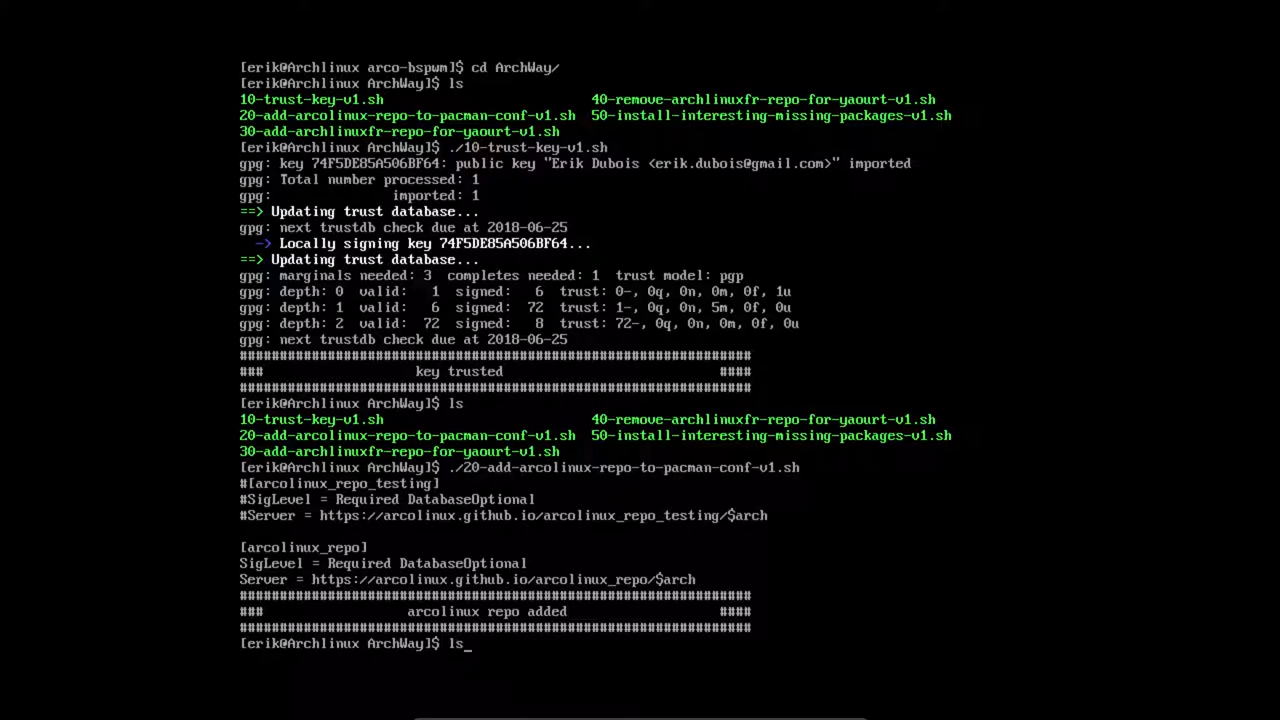 [erik@Archlinux arco-bspwm]$ cd ArchWay/
[erik@Archlinux ArchWay]$ ls
10-trust-key-v1.sh                          40-remove-archlinuxfr-repo-for-yaourt-v1.sh
20-add-arcolinux-repo-to-pacman-conf-v1.sh  50-install-interesting-missing-packages-v1.sh
30-add-archlinuxfr-repo-for-yaourt-v1.sh
[erik@Archlinux ArchWay]$ ./10-trust-key-v1.sh
gpg: key 74F5DE85A506BF64: public key "Erik Dubois <erik.dubois@gmail.com>" imported
gpg: Total number processed: 1
gpg:               imported: 1
==> Updating trust database...
gpg: next trustdb check due at 2018-06-25
  -> Locally signing key 74F5DE85A506BF64...
==> Updating trust database...
gpg: marginals needed: 3  completes needed: 1  trust model: pgp
gpg: depth: 0  valid:   1  signed:   6  trust: 0-, 0q, 0n, 0m, 0f, 1u
gpg: depth: 1  valid:   6  signed:  72  trust: 1-, 0q, 0n, 5m, 0f, 0u
gpg: depth: 2  valid:  72  signed:   8  trust: 72-, 0q, 0n, 0m, 0f, 0u
gpg: next trustdb check due at 2018-06-25
################################################################
###                   key trusted                           ####
################################################################
[erik@Archlinux ArchWay]$ ls
10-trust-key-v1.sh                          40-remove-archlinuxfr-repo-for-yaourt-v1.sh
20-add-arcolinux-repo-to-pacman-conf-v1.sh  50-install-interesting-missing-packages-v1.sh
30-add-archlinuxfr-repo-for-yaourt-v1.sh
[erik@Archlinux ArchWay]$ ./20-add-arcolinux-repo-to-pacman-conf-v1.sh
#[arcolinux_repo_testing]
#SigLevel = Required DatabaseOptional
#Server = https://arcolinux.github.io/arcolinux_repo_testing/$arch

[arcolinux_repo]
SigLevel = Required DatabaseOptional
Server = https://arcolinux.github.io/arcolinux_repo/$arch
################################################################
###                  arcolinux repo added                   ####
################################################################
[erik@Archlinux ArchWay]$ ls_